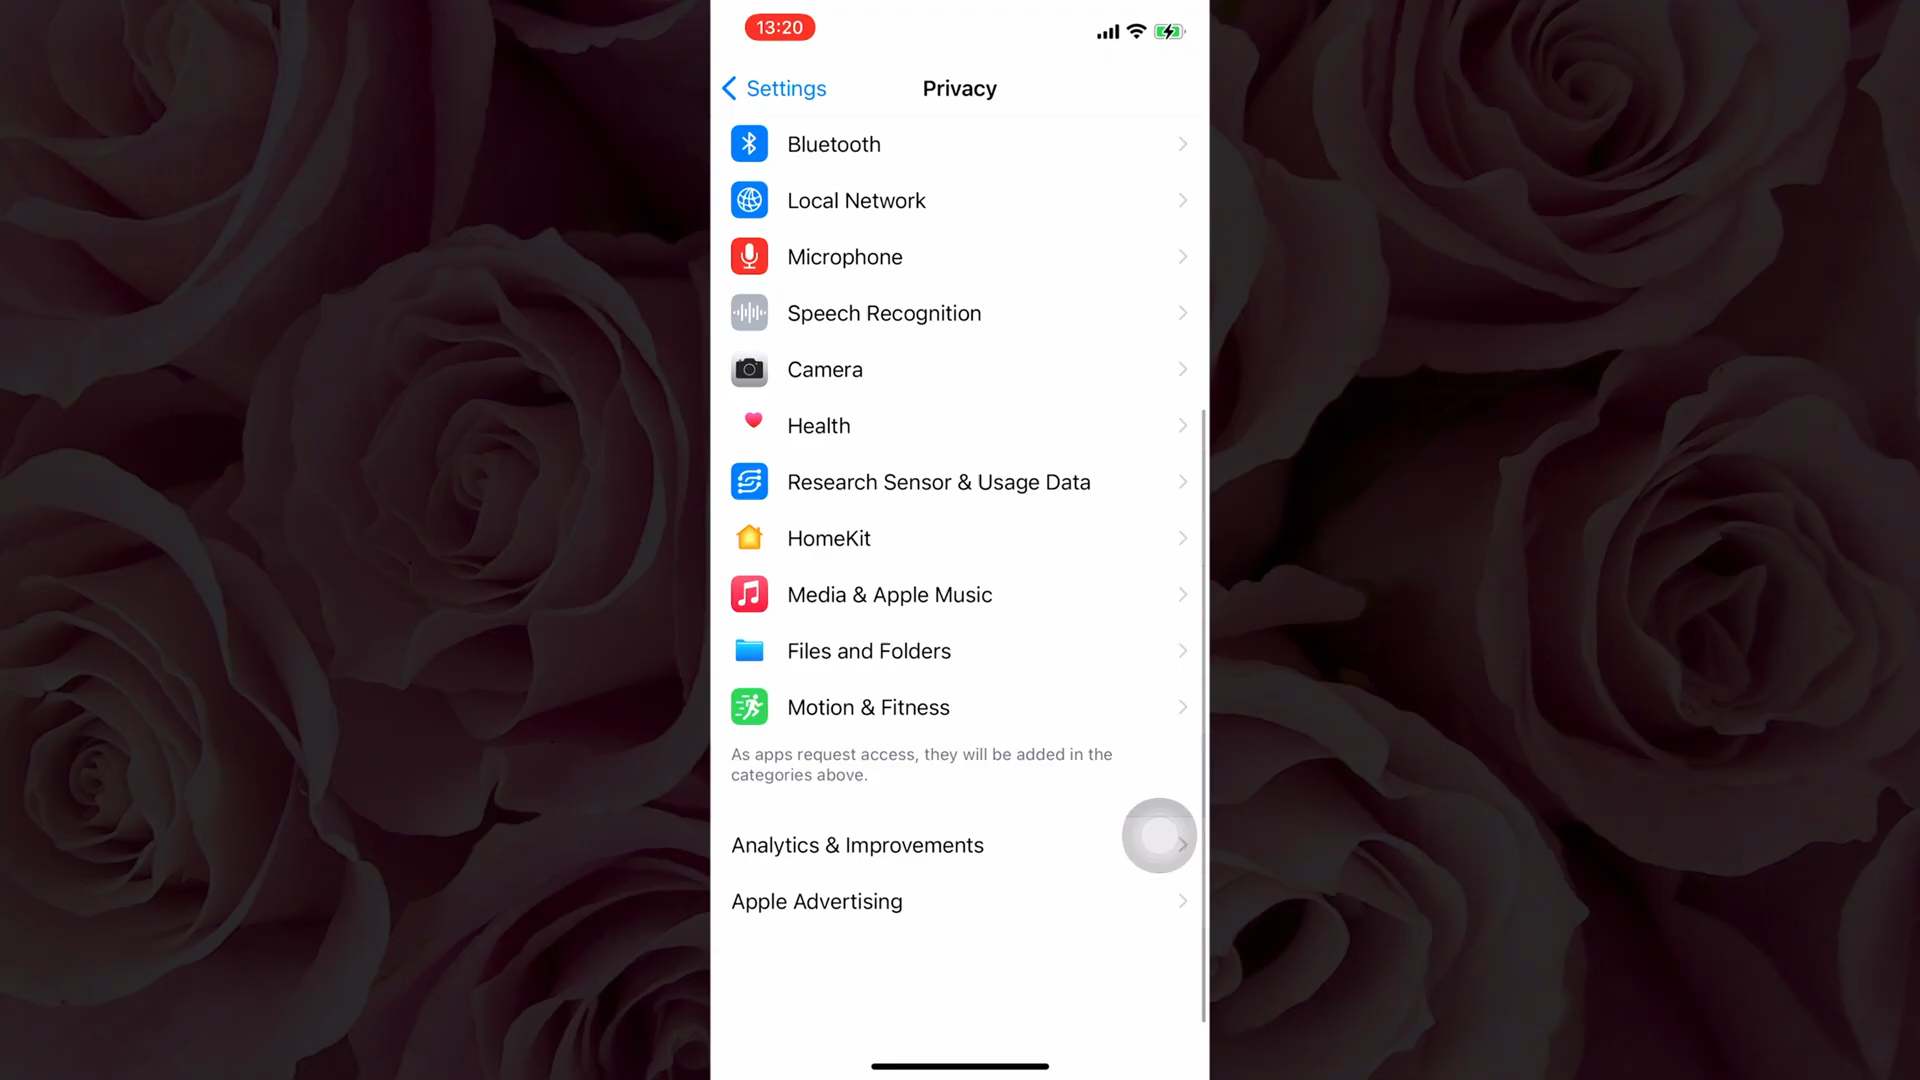 13:20
Settings
Privacy
Bluetooth
Local Network
Microphone
Speech Recognition
Camera
Health
Research Sensor & Usage Data
HomeKit
Media & Apple Music
Files and Folders
Motion & Fitness
As apps request access, they will be added in the
categories above.
Analytics & Improvements
Apple Advertising